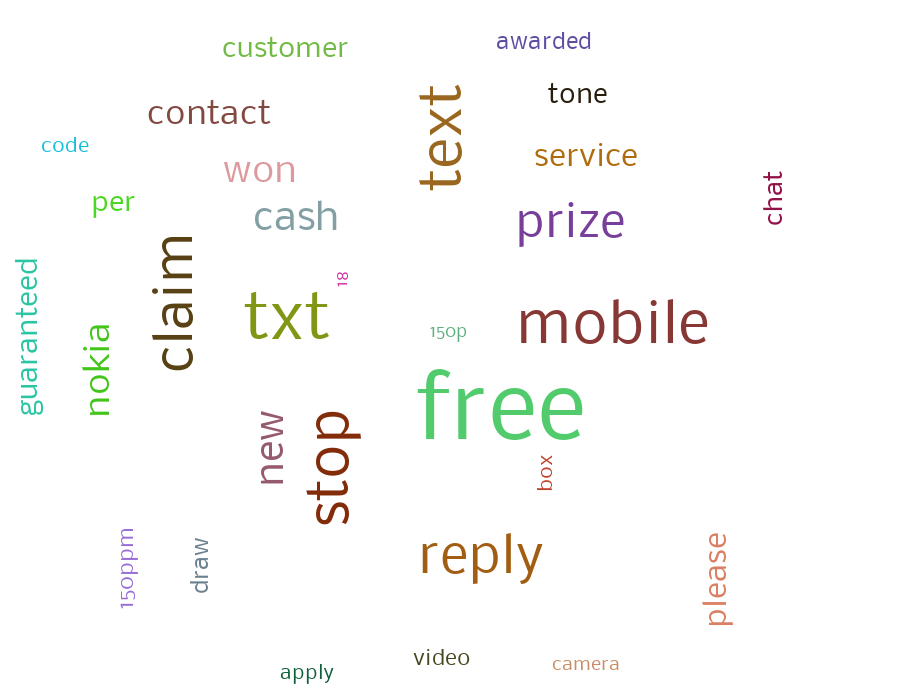 awarded
customer
tone
contact
text
code
service
won
chat
per
cash
prize
claim
18
guaranteed
txt
mobile
150p
nokia
free
new
stop
box
reply
150ppm
draw
please
video
camera
apply